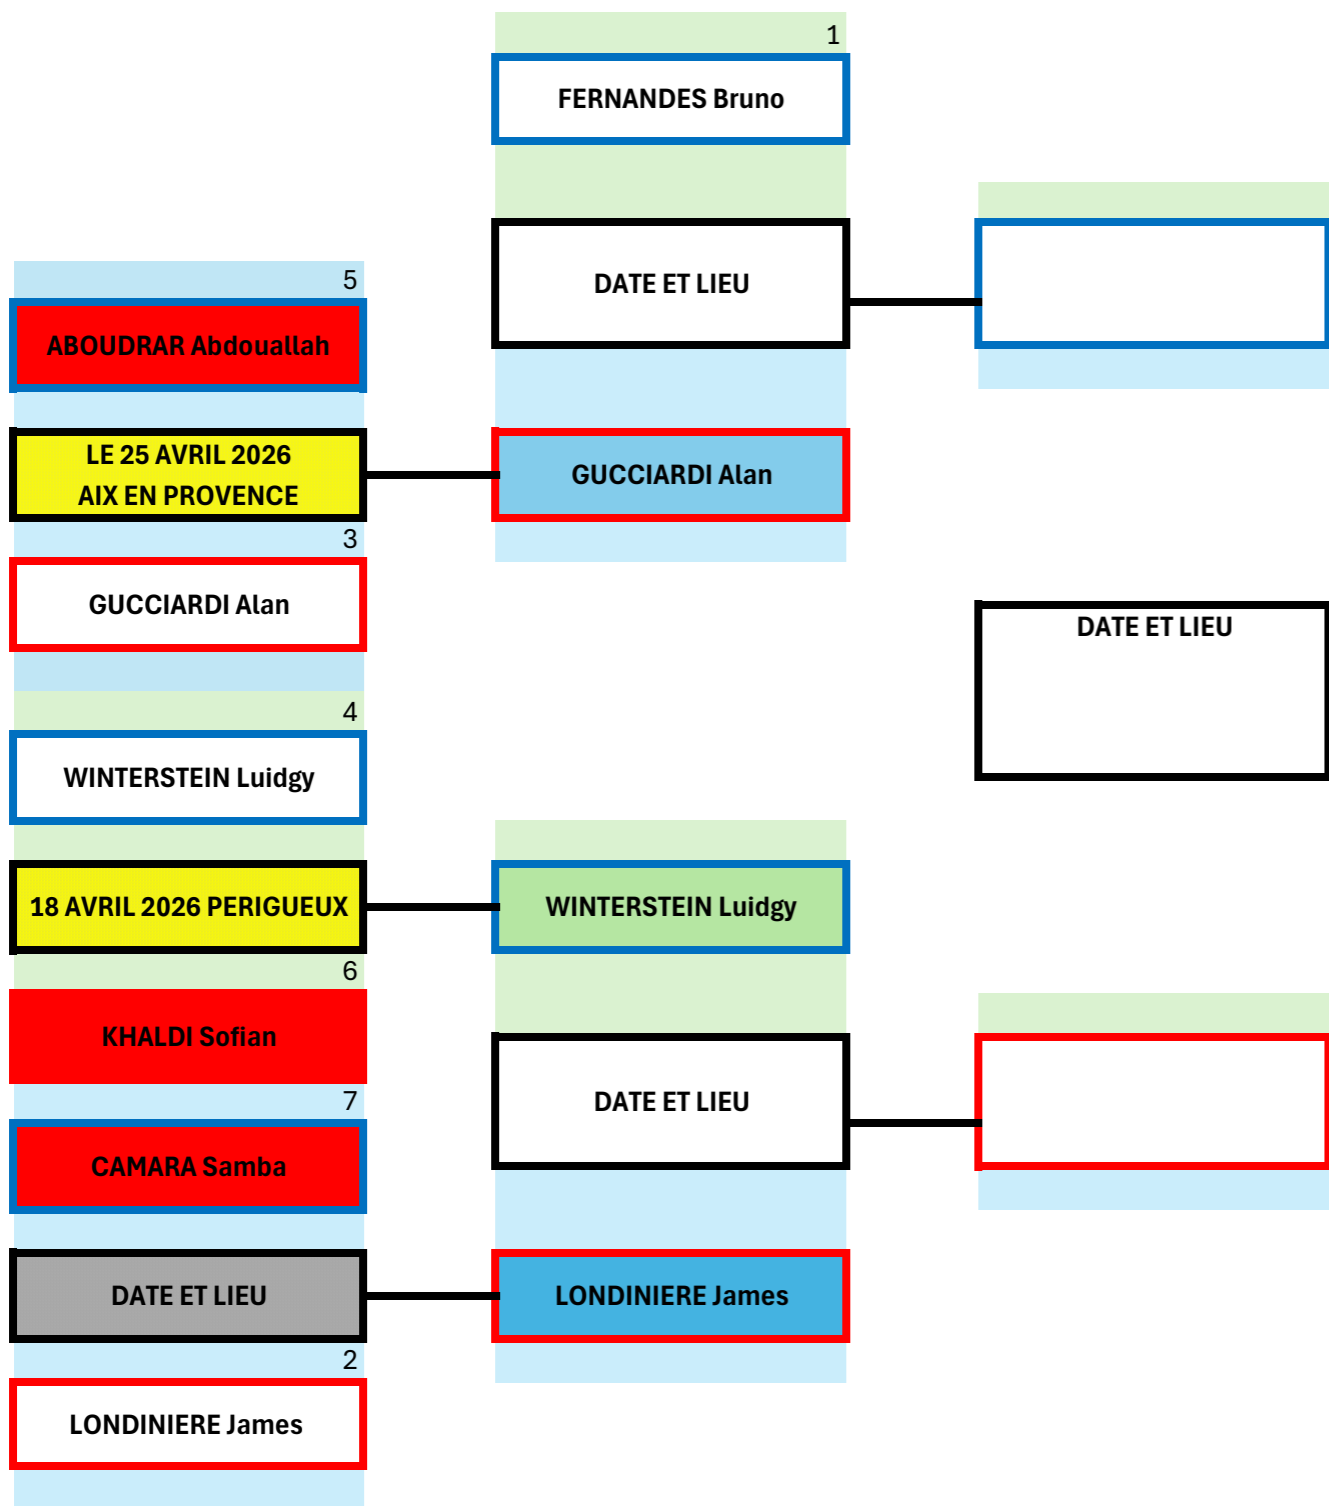 1
FERNANDES Bruno
DATE ET LIEU
5
ABOUDRAR Abdouallah
LE 25 AVRIL 2026
AIX EN PROVENCE
GUCCIARDI Alan
3
GUCCIARDI Alan
DATE ET LIEU
4
WINTERSTEIN Luidgy
18 AVRIL 2026 PERIGUEUX
WINTERSTEIN Luidgy
6
KHALDI Sofian
7
CAMARA Samba
DATE ET LIEU
DATE ET LIEU
LONDINIERE James
2
LONDINIERE James